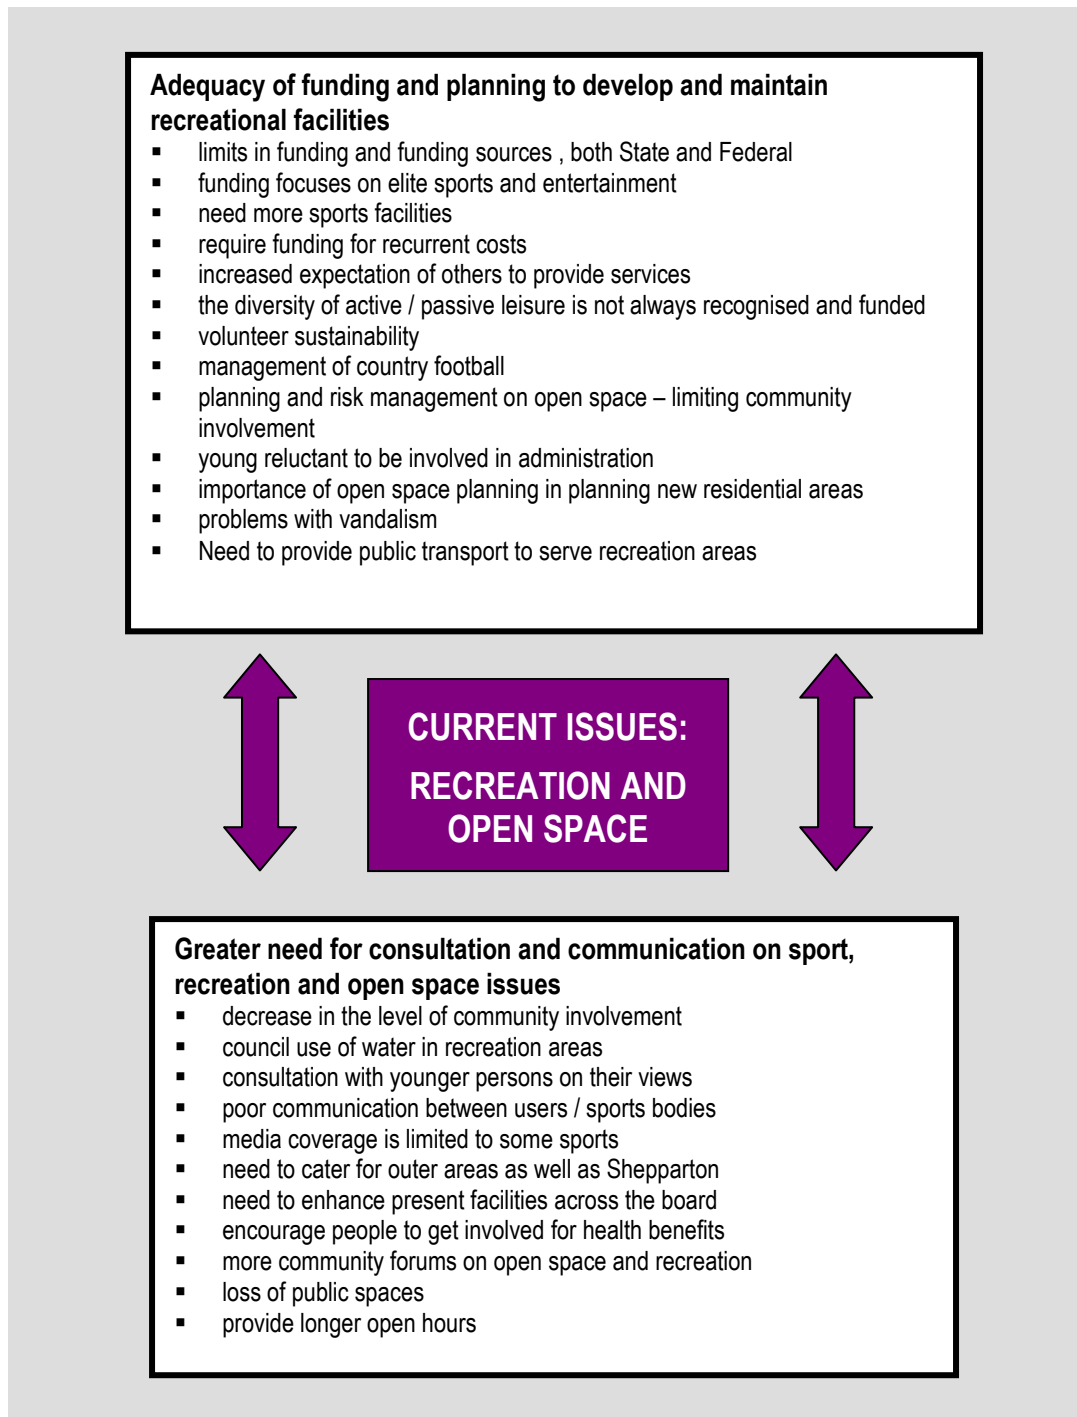 Adequacy of funding and planning to develop and maintain
recreational facilities
▪ limits in funding and funding sources , both State and Federal
▪ funding focuses on elite sports and entertainment
▪ need more sports facilities
▪ require funding for recurrent costs
▪ increased expectation of others to provide services
▪ the diversity of active / passive leisure is not always recognised and funded
▪ volunteer sustainability
▪ management of country football
▪ planning and risk management on open space – limiting community
involvement
▪ young reluctant to be involved in administration
▪ importance of open space planning in planning new residential areas
▪ problems with vandalism
▪ Need to provide public transport to serve recreation areas
CURRENT ISSUES:
RECREATION AND
OPEN SPACE
Greater need for consultation and communication on sport,
recreation and open space issues
▪ decrease in the level of community involvement
▪ council use of water in recreation areas
▪ consultation with younger persons on their views
▪ poor communication between users / sports bodies
▪ media coverage is limited to some sports
▪ need to cater for outer areas as well as Shepparton
▪ need to enhance present facilities across the board
▪ encourage people to get involved for health benefits
▪ more community forums on open space and recreation
▪ loss of public spaces
▪ provide longer open hours